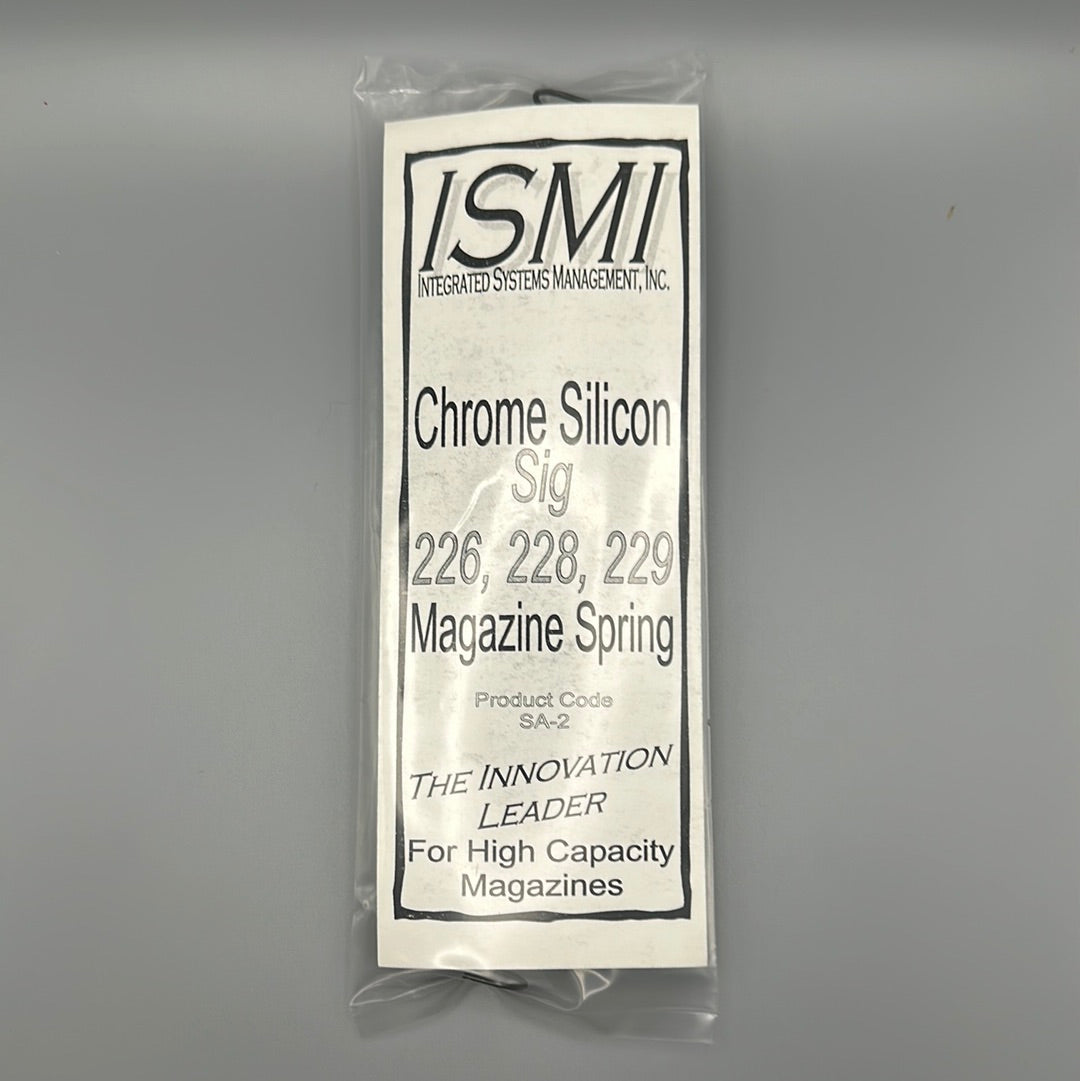 ISMI
INTEGRATED SYSTEMS MANAGEMENT, INC.
Chrome Silicon
Sig
226, 228, 229
Magazine Spring
Product Code
SA-2
THE INNOVATION
LEADER
For High Capacity
Magazines